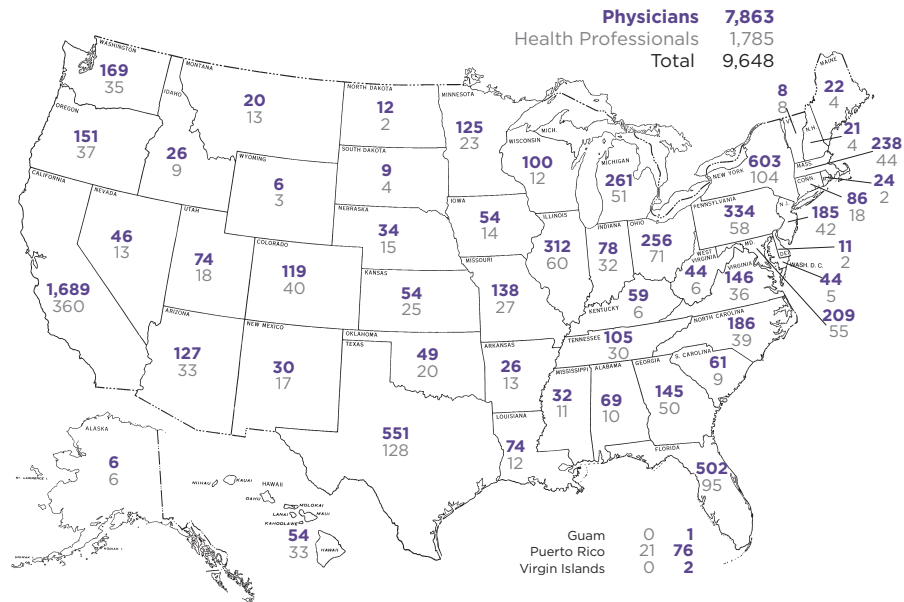 Physicians 7,863
Health Professionals 1,785
Total 9,648
WASHINGTON
169
35
OREGON
151
37
CALIFORNIA
1,689
360
IDAHO
26
9
NEVADA
46
13
MONTANA
20
13
WYOMING
6
3
UTAH
74
18
COLORADO
119
40
ARIZONA
127
33
NEW MEXICO
30
17
NORTH DAKOTA
12
2
SOUTH DAKOTA
9
4
NEBRASKA
34
15
KANSAS
54
25
OKLAHOMA
49
20
TEXAS
551
128
MINNESOTA
125
23
IOWA
54
14
MISSOURI
138
27
ARKANSAS
26
13
LOUISIANA
74
12
WISCONSIN
100
12
MICH.
MICHIGAN
261
51
ILLINOIS
312
60
INDIANA
78
32
OHIO
256
71
KENTUCKY
59
6
TENNESSEE
105
30
MISSISSIPPI
32
11
ALABAMA
69
10
GEORGIA
145
50
FLORIDA
502
95
S. CAROLINA
61
9
NORTH CAROLINA
186
39
VIRGINIA
146
36
WEST VIRGINIA
44
6
PENNSYLVANIA
334
58
NEW YORK
603
104
8
8
MAINE
22
4
N.H.
21
4
MASS.
238
44
24
2
CONN.
86
18
N.J.
185
42
DEL
11
2
WASH. D. C.
44
5
MD.
209
55
ALASKA
6
6
ST. LAWRENCE I.
NUNIVAK
KODIAK I.
HAWAII
NIIHAU
KAUAI
OAHU
MOLOKAI
LANAI
MAUI
KAHOOLAWE
HAWAII
54
33
Guam 0 1
Puerto Rico 21 76
Virgin Islands 0 2